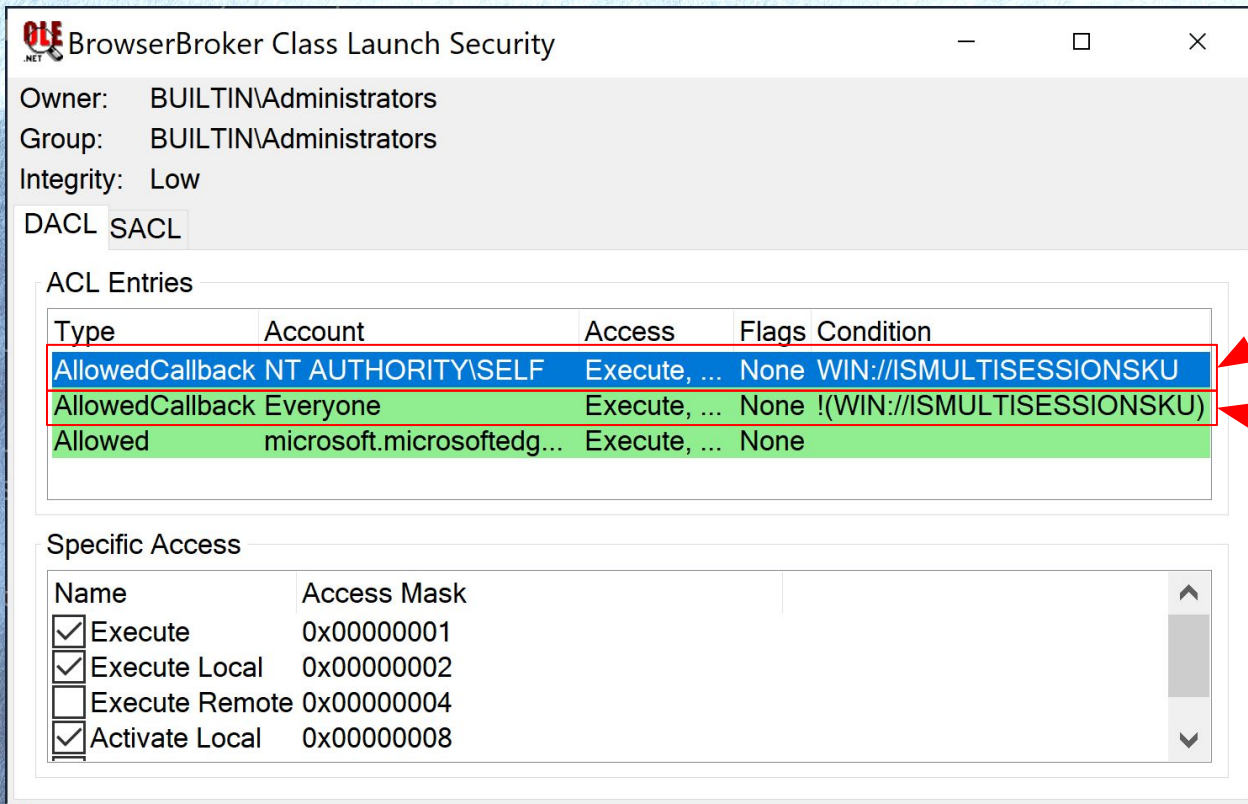 OLE
.NET
BrowserBroker Class Launch Security
Owner: BUILTIN\Administrators
Group: BUILTIN\Administrators
Integrity: Low
DACL SACL
ACL Entries
Type Account Access Flags Condition
AllowedCallback NT AUTHORITY\SELF Execute, ... None WIN://ISMULTISESSIONSKU
AllowedCallback Everyone Execute, ... None !(WIN://ISMULTISESSIONSKU)
Allowed microsoft.microsoftedg... Execute, ... None
Specific Access
Name Access Mask
Execute 0x00000001
Execute Local 0x00000002
Execute Remote 0x00000004
Activate Local 0x00000008